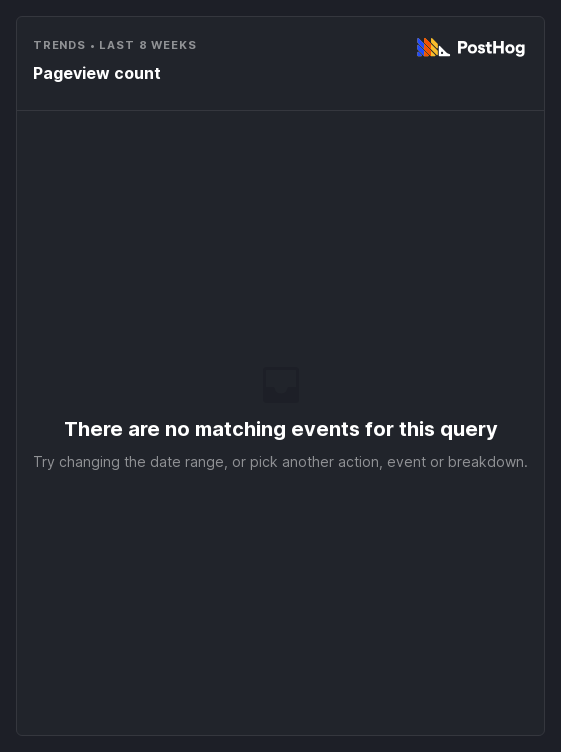 TRENDS • LAST 8 WEEKS
PostHog
Pageview count
There are no matching events for this query
Try changing the date range, or pick another action, event or breakdown.